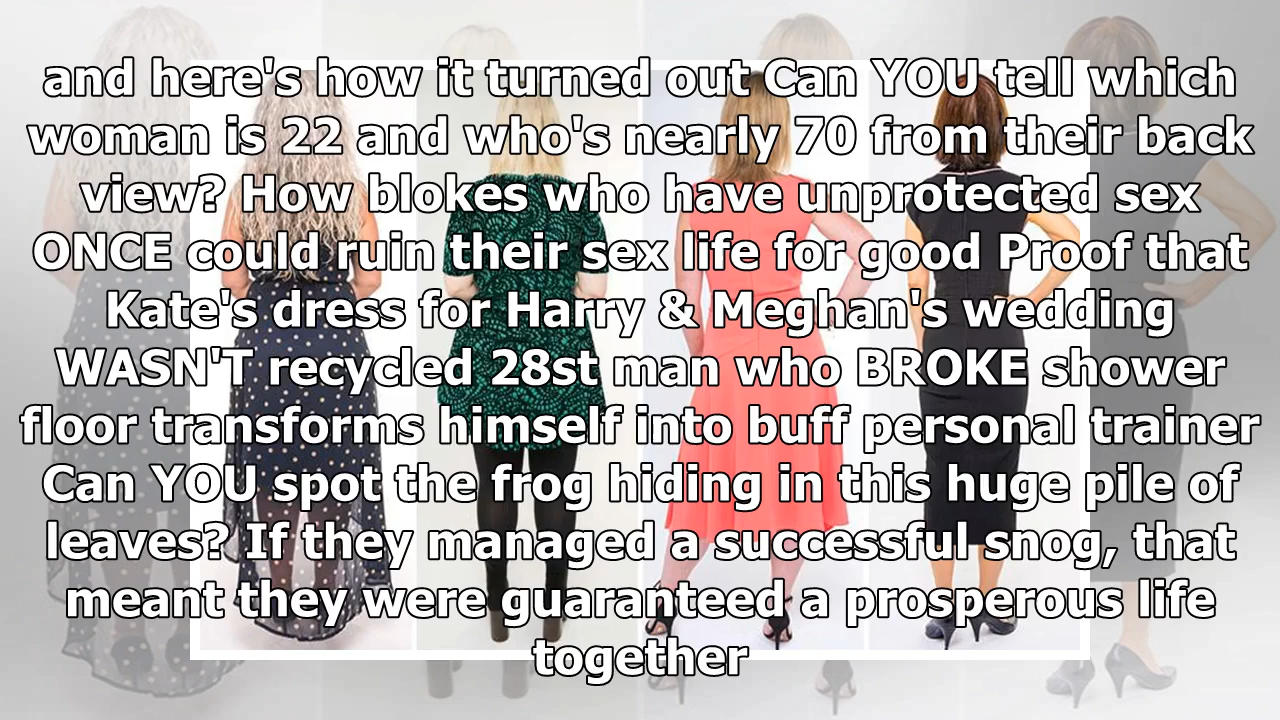 and here's how it turned out Can YOU tell which
woman is 22 and who's nearly 70 from their back
view? How blokes who have unprotected sex
ONCE could ruin their sex life for good Proof that
Kate's dress for Harry & Meghan's wedding
WASN'T recycled 28st man who BROKE shower
floor transforms himself into buff personal trainer
Can YOU spot the frog hiding in this huge pile of
leaves? If they managed a successful snog, that
meant they were guaranteed a prosperous life
together